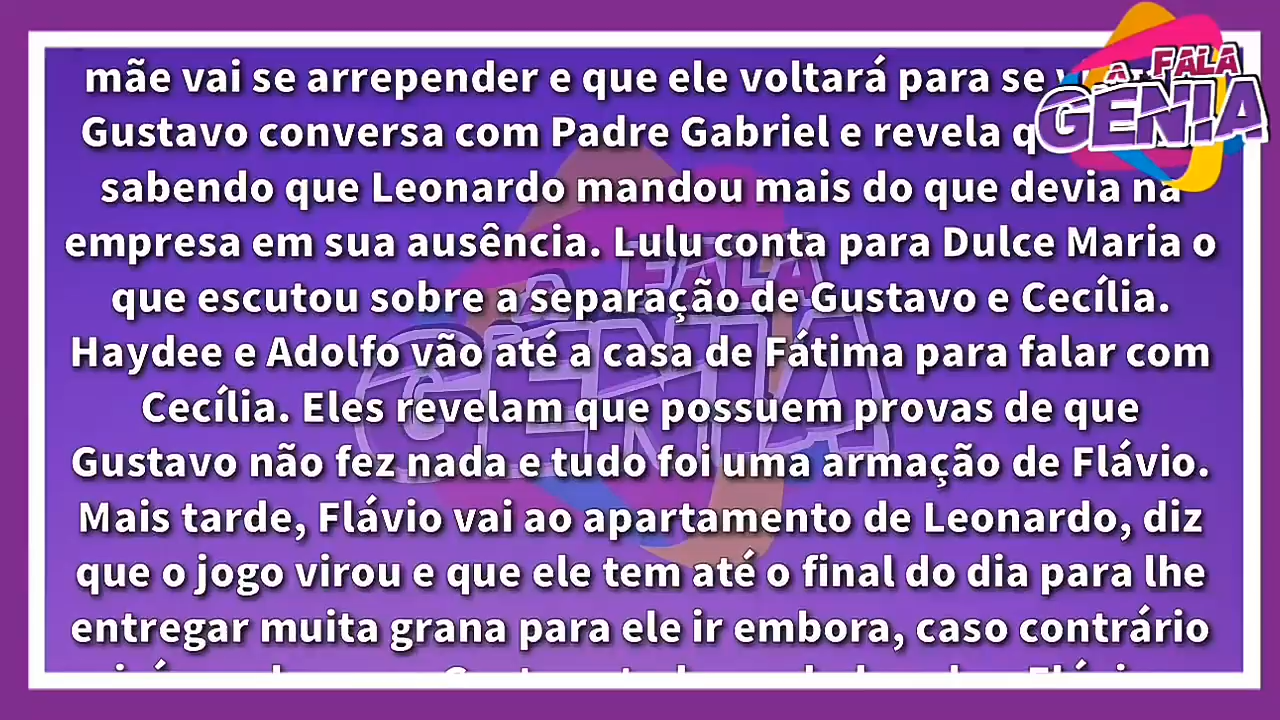 mãe vai se arrepender e que ele voltará para se
Gustavo conversa com Padre Gabriel e revela
sabendo que Leonardo mandou mais do que devia na
empresa em sua ausência. Lulu conta para Dulce Maria o
que escutou sobre a separação de Gustavo e Cecília.
Haydee e Adolfo vão até a casa de Fátima para falar com
Cecília. Eles revelam que possuem provas de que
Gustavo não fez nada e tudo foi uma armação de Flávio.
Mais tarde, Flávio vai ao apartamento de Leonardo, diz
que o jogo virou e que ele tem até o final do dia para lhe
entregar muita grana para ele ir embora, caso contrário
FALA
GÊNIA
FALA
GÊNIA